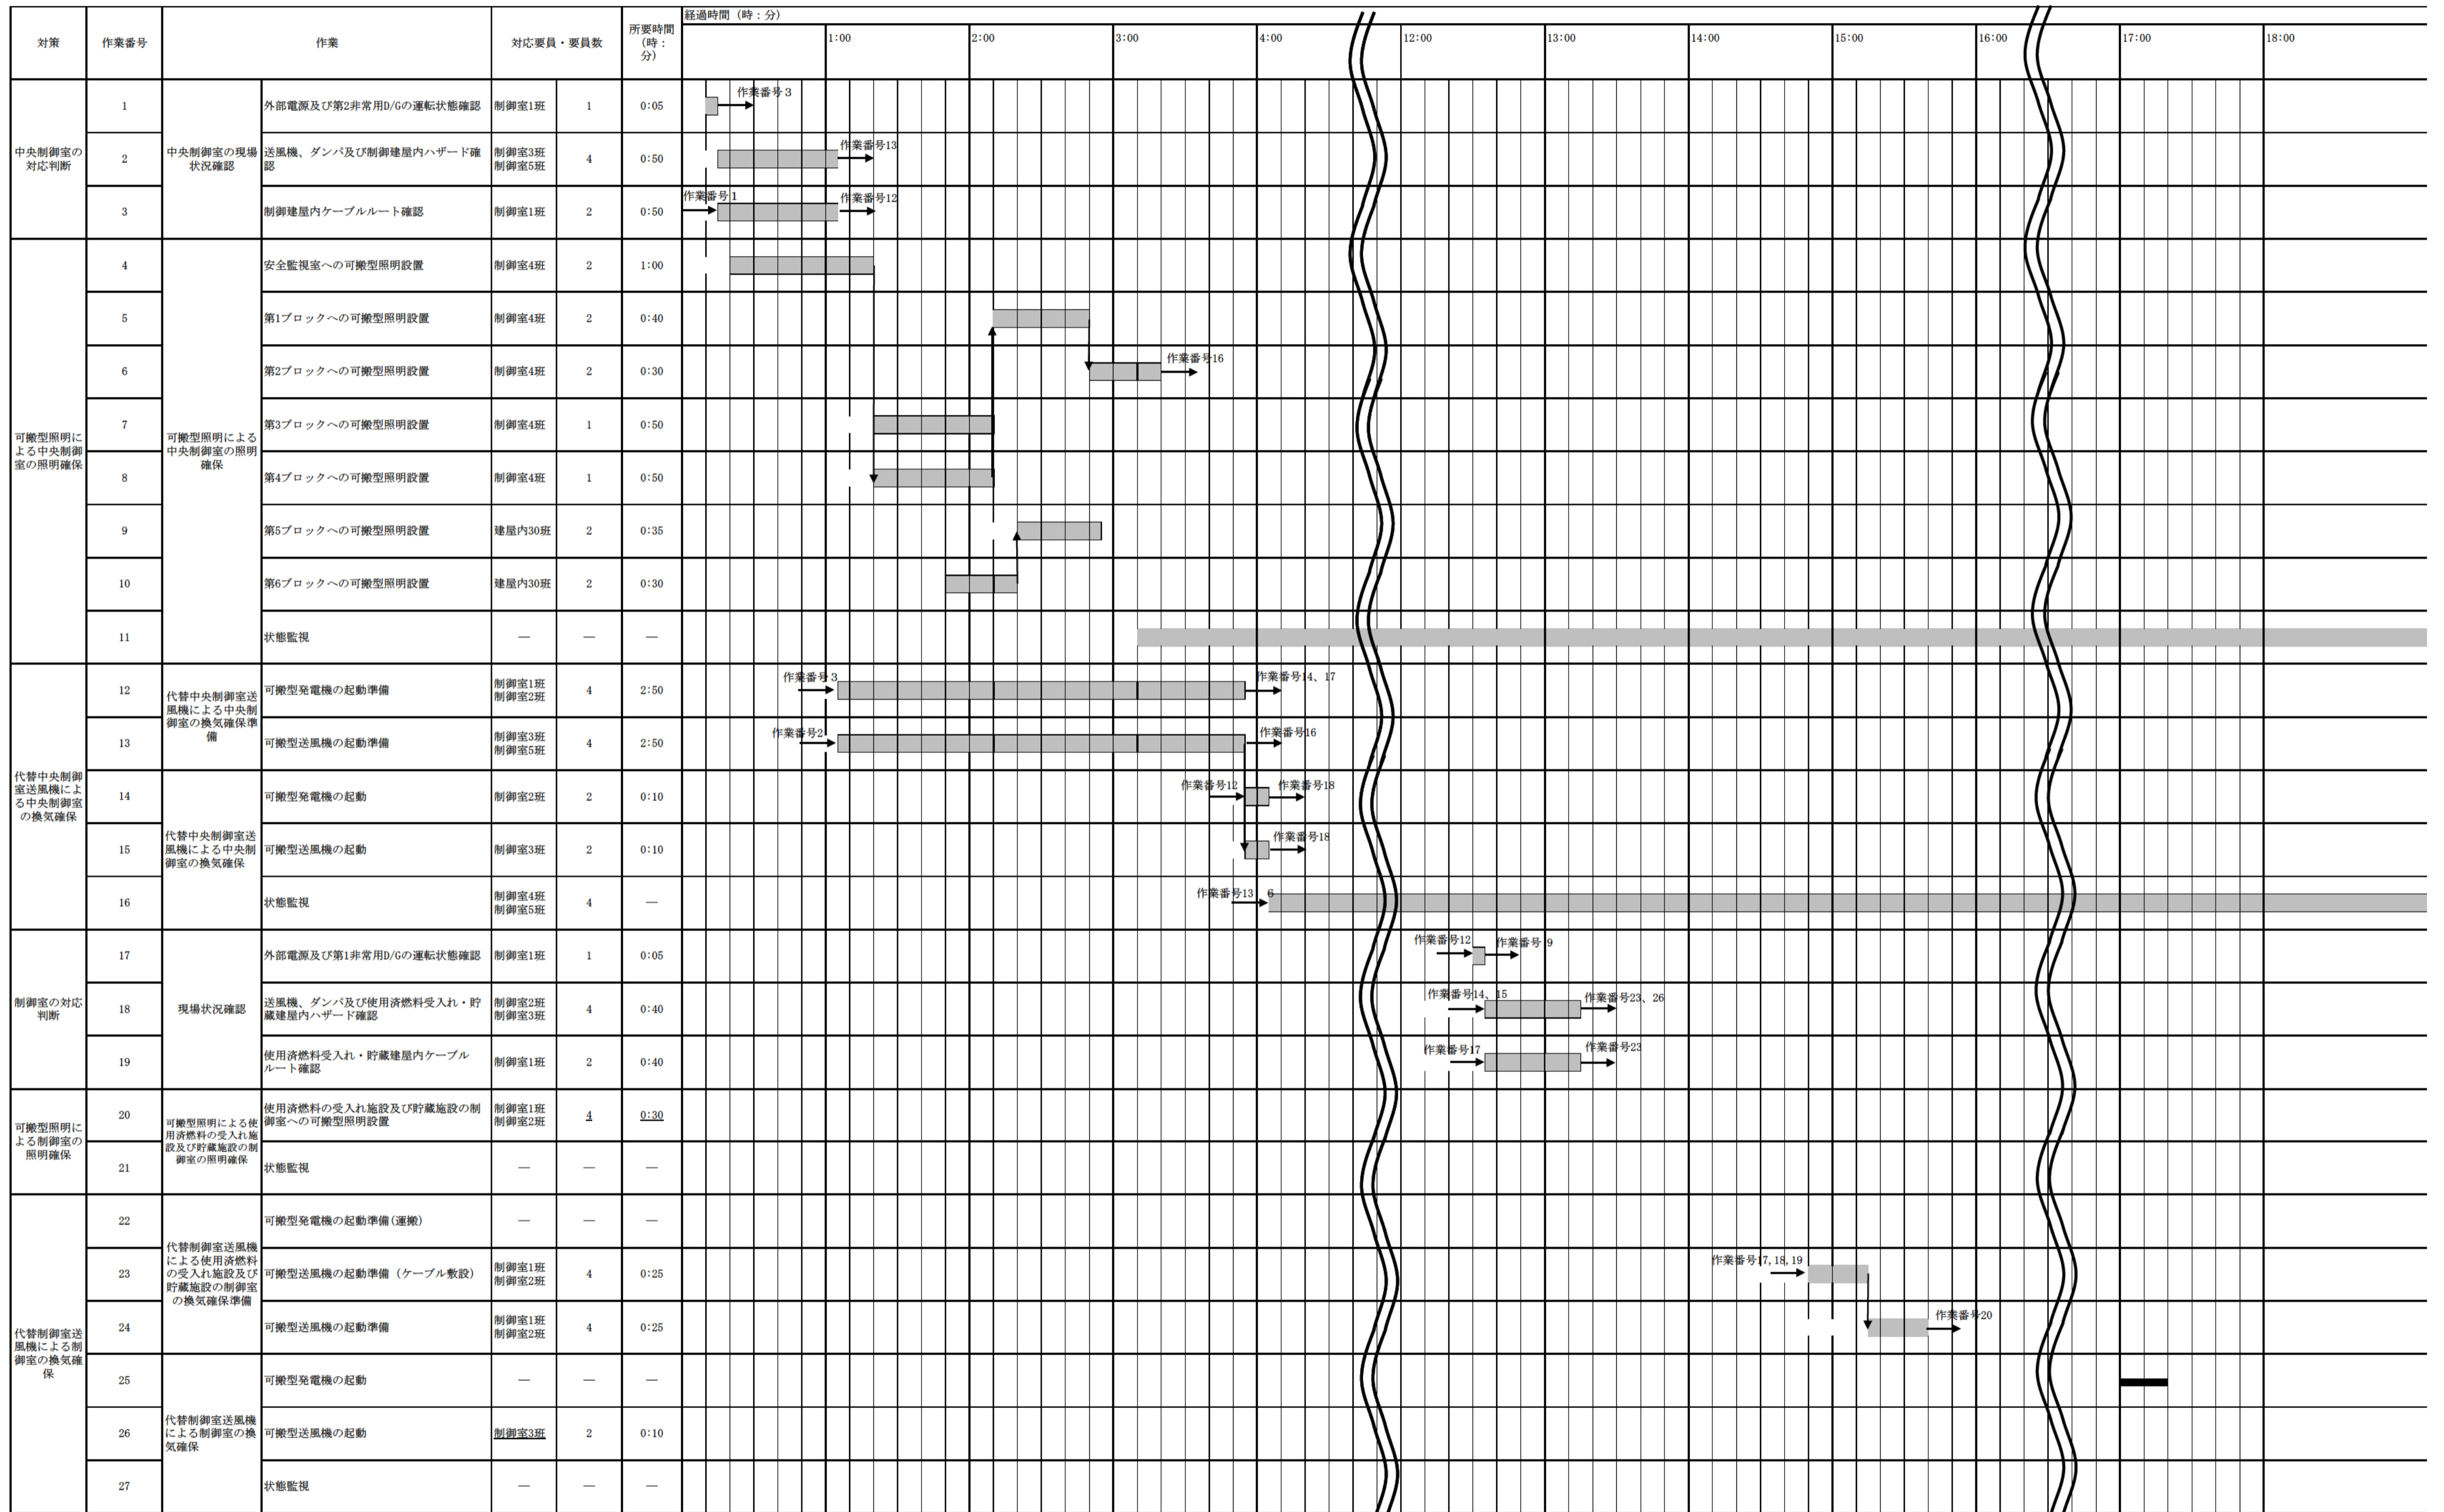 対策
作業番号
作業
対応要員・要員数
所要時間
(時:
分)
経過時間(時:分)
1:00
2:00
3:00
4:00
12:00
13:00
14:00
15:00
16:00
17:00
18:00
中央制御室の
対応判断
中央制御室の現場
状況確認
1
外部電源及び第2非常用D/Gの運転状態確認
制御室1班
1
0:05
作業番号3
2
送風機、ダンパ及び制御建屋内ハザード確
認
制御室3班
制御室5班
4
0:50
作業番号13
3
制御建屋内ケーブルルート確認
制御室1班
2
0:50
作業番号1
作業番号12
可搬型照明に
よる中央制御
室の照明確保
可搬型照明による
中央制御室の照明
確保
4
安全監視室への可搬型照明設置
制御室4班
2
1:00
5
第1ブロックへの可搬型照明設置
制御室4班
2
0:40
6
第2ブロックへの可搬型照明設置
制御室4班
2
0:30
作業番号16
7
第3ブロックへの可搬型照明設置
制御室4班
1
0:50
8
第4ブロックへの可搬型照明設置
制御室4班
1
0:50
9
第5ブロックへの可搬型照明設置
建屋内30班
2
0:35
10
第6ブロックへの可搬型照明設置
建屋内30班
2
0:30
11
状態監視
―
―
―
代替中央制御
室送風機によ
る中央制御室
の換気確保
代替中央制御室送
風機による中央制
御室の換気確保準
備
12
可搬型発電機の起動準備
制御室1班
制御室2班
4
2:50
作業番号3
作業番号14、17
13
可搬型送風機の起動準備
制御室3班
制御室5班
4
2:50
作業番号2
作業番号16
代替中央制御室送
風機による中央制
御室の換気確保
14
可搬型発電機の起動
制御室2班
2
0:10
作業番号12
作業番号18
15
可搬型送風機の起動
制御室3班
2
0:10
作業番号18
16
状態監視
制御室4班
制御室5班
4
―
作業番号13、6
制御室の対応
判断
現場状況確認
17
外部電源及び第1非常用D/Gの運転状態確認
制御室1班
1
0:05
作業番号12
作業番号19
18
送風機、ダンパ及び使用済燃料受入れ・貯
蔵建屋内ハザード確認
制御室2班
制御室3班
4
0:40
作業番号14、15
作業番号23、26
19
使用済燃料受入れ・貯蔵建屋内ケーブル
ルート確認
制御室1班
2
0:40
作業番号17
作業番号23
可搬型照明に
よる制御室の
照明確保
可搬型照明による使
用済燃料の受入れ施
設及び貯蔵施設の制
御室の照明確保
20
使用済燃料の受入れ施設及び貯蔵施設の制
御室への可搬型照明設置
制御室1班
制御室2班
4
0:30
21
状態監視
―
―
―
代替制御室送
風機による制
御室の換気確
保
代替制御室送風機
による使用済燃料
の受入れ施設及び
貯蔵施設の制御室
の換気確保準備
22
可搬型発電機の起動準備(運搬)
―
―
―
23
可搬型送風機の起動準備(ケーブル敷設)
制御室1班
制御室2班
4
0:25
作業番号17,18,19
24
可搬型送風機の起動準備
制御室1班
制御室2班
4
0:25
作業番号20
代替制御室送風機
による制御室の換
気確保
25
可搬型発電機の起動
―
―
―
26
可搬型送風機の起動
制御室3班
2
0:10
27
状態監視
―
―
―